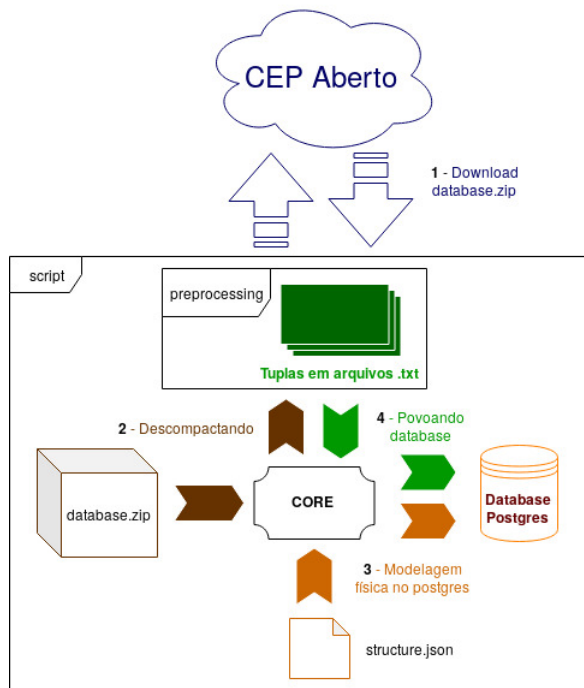 CEP Aberto
1 - Download
database.zip
script
preprocessing
Tuplas em arquivos .txt
2 - Descompactando
4 - Povoando
database
database.zip
CORE
Database
Postgres
3 - Modelagem
física no postgres
structure.json